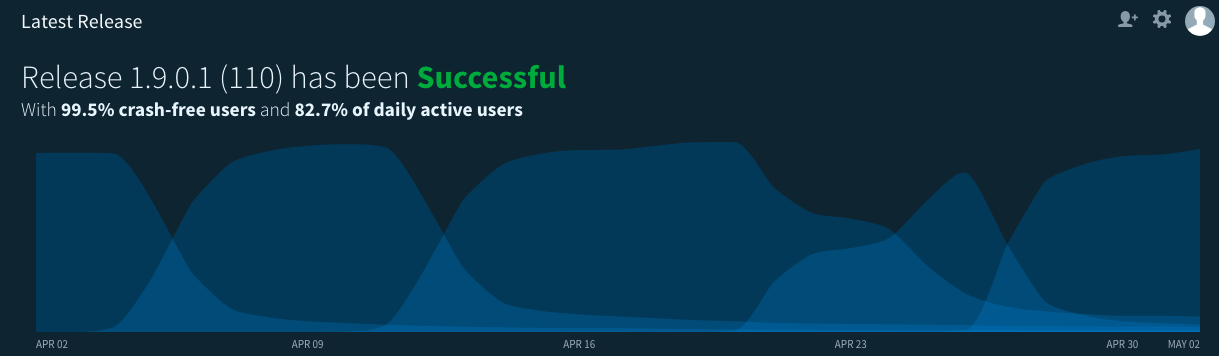 Latest Release
Release 1.9.0.1 (110) has been Successful
With 99.5% crash-free users and 82.7% of daily active users
APR 02 APR 09 APR 16 APR 23 APR 30 MAY 02